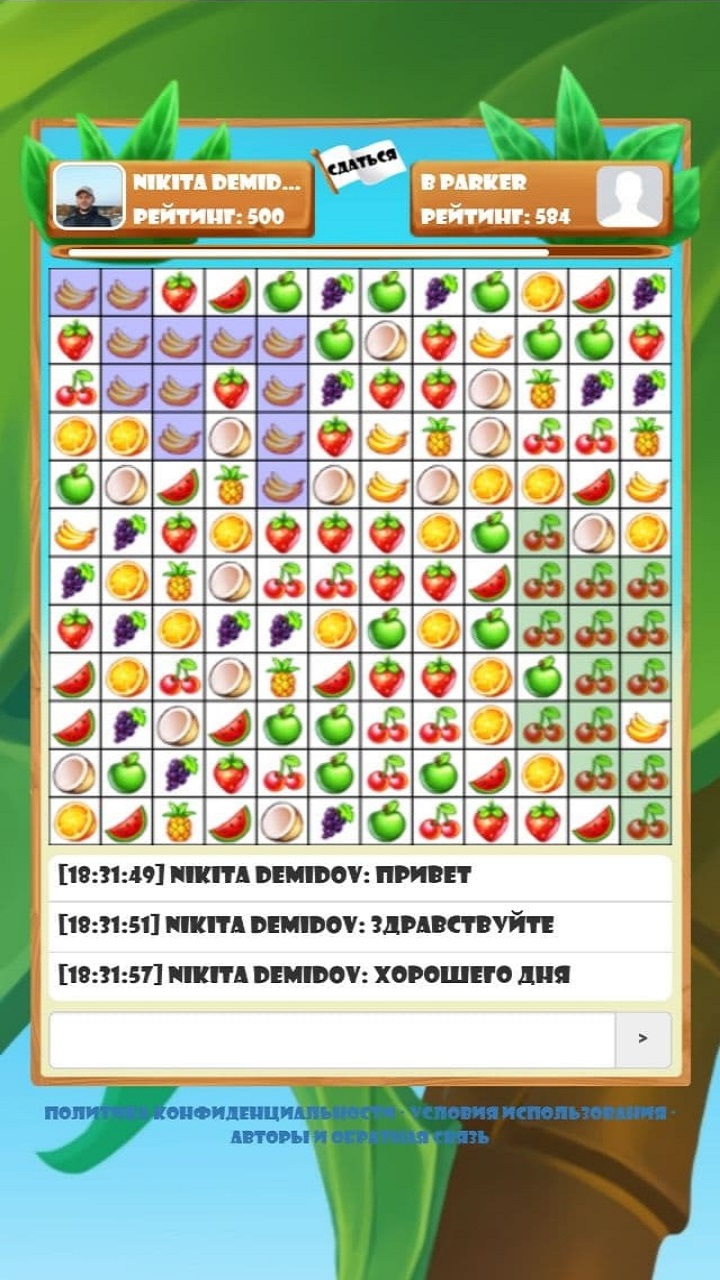 NIKITA DEMID...
РЕЙТИНГ: 500
СДАТЬСЯ
B PARKER
РЕЙТИНГ: 584
[18:31:49] NIKITA DEMIDOV: ПРИВЕТ
[18:31:51] NIKITA DEMIDOV: ЗДРАВСТВУЙТЕ
[18:31:57] NIKITA DEMIDOV: ХОРОШЕГО ДНЯ
>
ПОЛИТИКА КОНФИДЕНЦИАЛЬНОСТИ · УСЛОВИЯ ИСПОЛЬЗОВАНИЯ ·
АВТОРЫ И ОБРАТНАЯ СВЯЗЬ